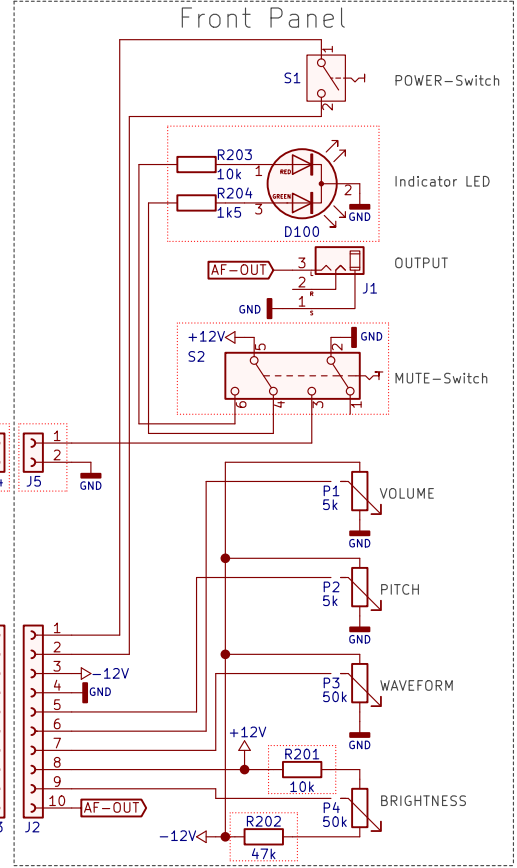 Front Panel
1
S1
POWER-Switch
2
R203
10k
1
RED
R204
1k5
3
GREEN
2
GND
D100
Indicator LED
AF-OUT
3
L
2
R
GND
1
S
J1
OUTPUT
+12V
5
2
GND
S2
MUTE-Switch
6
4
3
1
1
2
J5
GND
4
P1
5k
VOLUME
GND
P2
5k
PITCH
GND
P3
50k
WAVEFORM
GND
1
2
3
-12V
4
GND
5
6
7
8
9
10
AF-OUT
J2
3
+12V
R201
10k
P4
50k
BRIGHTNESS
-12V
R202
47k